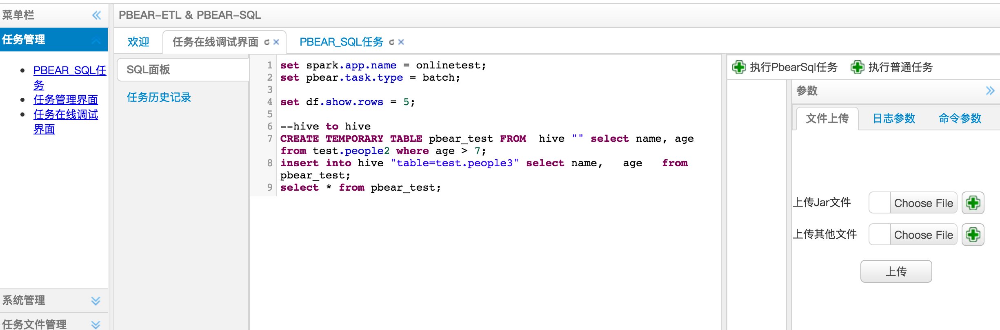 菜单栏
任务管理
PBEAR_SQL任
务
任务管理界面
任务在线调试
界面
系统管理
任务文件管理
PBEAR-ETL & PBEAR-SQL
欢迎
任务在线调试界面
PBEAR_SQL任务
SQL面板
任务历史记录
1 set spark.app.name = onlinetest;
2 set pbear.task.type = batch;
3
4 set df.show.rows = 5;
5
6 --hive to hive
7 CREATE TEMPORARY TABLE pbear_test FROM  hive "" select name, age
from test.people2 where age > 7;
8 insert into hive "table=test.people3" select name,   age   from
pbear_test;
9 select * from pbear_test;
执行PbearSql任务
执行普通任务
参数
文件上传
日志参数
命令参数
上传Jar文件 Choose File
上传其他文件 Choose File
上传